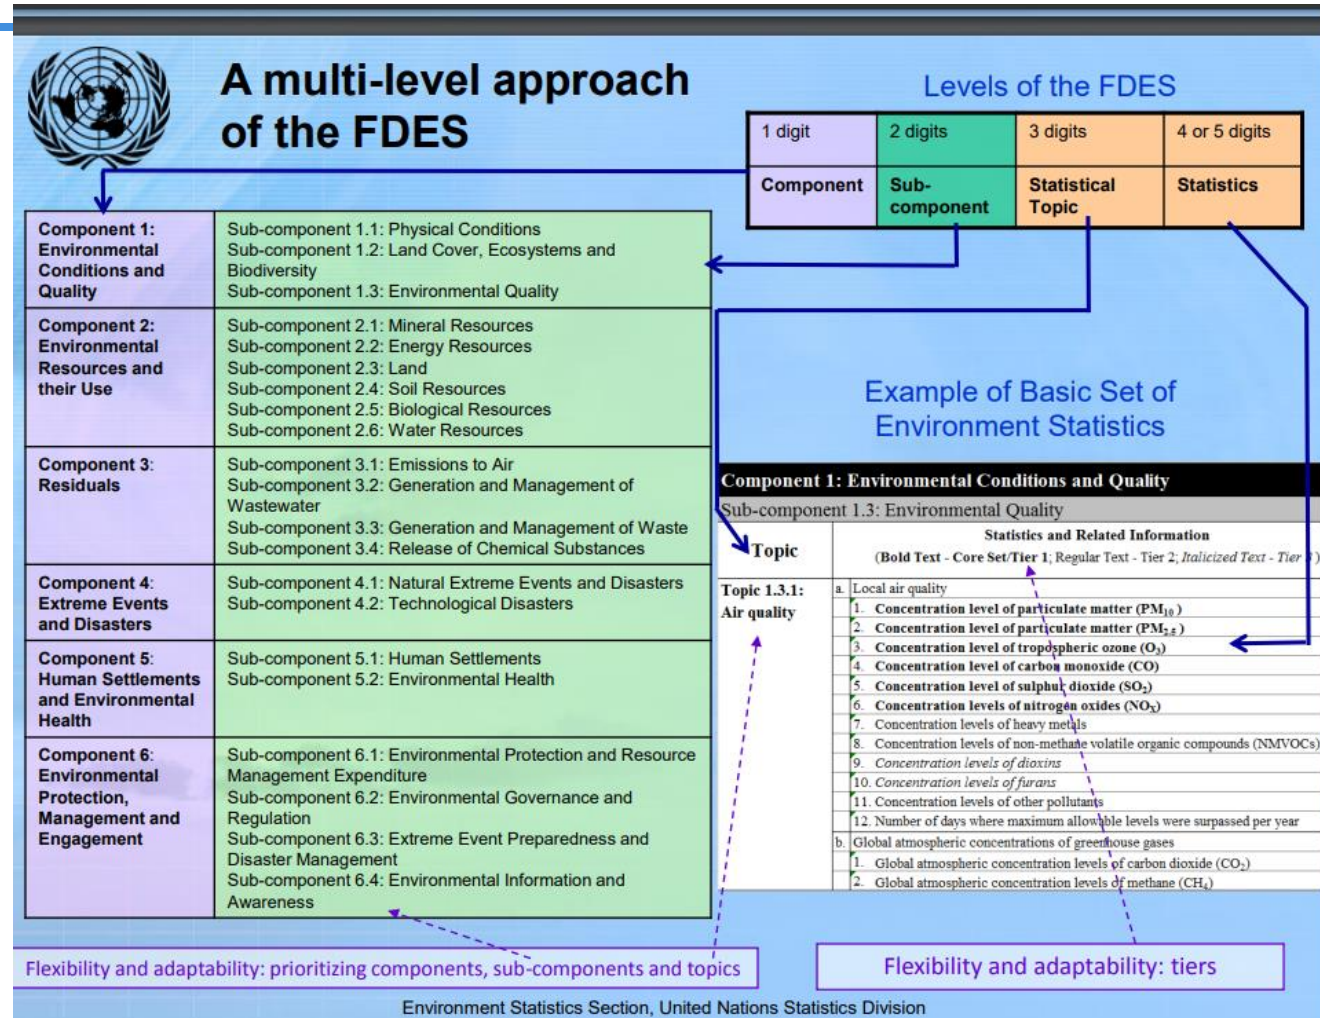 A multi-level approach
of the FDES
Levels of the FDES
1 digit
2 digits
3 digits
4 or 5 digits
Component
Sub-
component
Statistical
Topic
Statistics
Component 1:
Environmental
Conditions and
Quality
Sub-component 1.1: Physical Conditions
Sub-component 1.2: Land Cover, Ecosystems and
Biodiversity
Sub-component 1.3: Environmental Quality
Component 2:
Environmental
Resources and
their Use
Sub-component 2.1: Mineral Resources
Sub-component 2.2: Energy Resources
Sub-component 2.3: Land
Sub-component 2.4: Soil Resources
Sub-component 2.5: Biological Resources
Sub-component 2.6: Water Resources
Component 3:
Residuals
Sub-component 3.1: Emissions to Air
Sub-component 3.2: Generation and Management of
Wastewater
Sub-component 3.3: Generation and Management of Waste
Sub-component 3.4: Release of Chemical Substances
Component 4:
Extreme Events
and Disasters
Sub-component 4.1: Natural Extreme Events and Disasters
Sub-component 4.2: Technological Disasters
Component 5:
Human Settlements
and Environmental
Health
Sub-component 5.1: Human Settlements
Sub-component 5.2: Environmental Health
Component 6:
Environmental
Protection,
Management and
Engagement
Sub-component 6.1: Environmental Protection and Resource
Management Expenditure
Sub-component 6.2: Environmental Governance and
Regulation
Sub-component 6.3: Extreme Event Preparedness and
Disaster Management
Sub-component 6.4: Environmental Information and
Awareness
Example of Basic Set of
Environment Statistics
Component 1: Environmental Conditions and Quality
Sub-component 1.3: Environmental Quality
Topic
Statistics and Related Information
(Bold Text - Core Set/Tier 1; Regular Text - Tier 2; Italicized Text - Tier 3)
Topic 1.3.1:
Air quality
a. Local air quality
1. Concentration level of particulate matter (PM₁₀)
2. Concentration level of particulate matter (PM₂.₅)
3. Concentration level of tropospheric ozone (O₃)
4. Concentration level of carbon monoxide (CO)
5. Concentration level of sulphur dioxide (SO₂)
6. Concentration levels of nitrogen oxides (NOₓ)
7. Concentration levels of heavy metals
8. Concentration levels of non-methane volatile organic compounds (NMVOCs)
9. Concentration levels of dioxins
10. Concentration levels of furans
11. Concentration levels of other pollutants
12. Number of days where maximum allowable levels were surpassed per year
b. Global atmospheric concentrations of greenhouse gases
1. Global atmospheric concentration levels of carbon dioxide (CO₂)
2. Global atmospheric concentration levels of methane (CH₄)
Flexibility and adaptability: prioritizing components, sub-components and topics
Flexibility and adaptability: tiers
Environment Statistics Section, United Nations Statistics Division